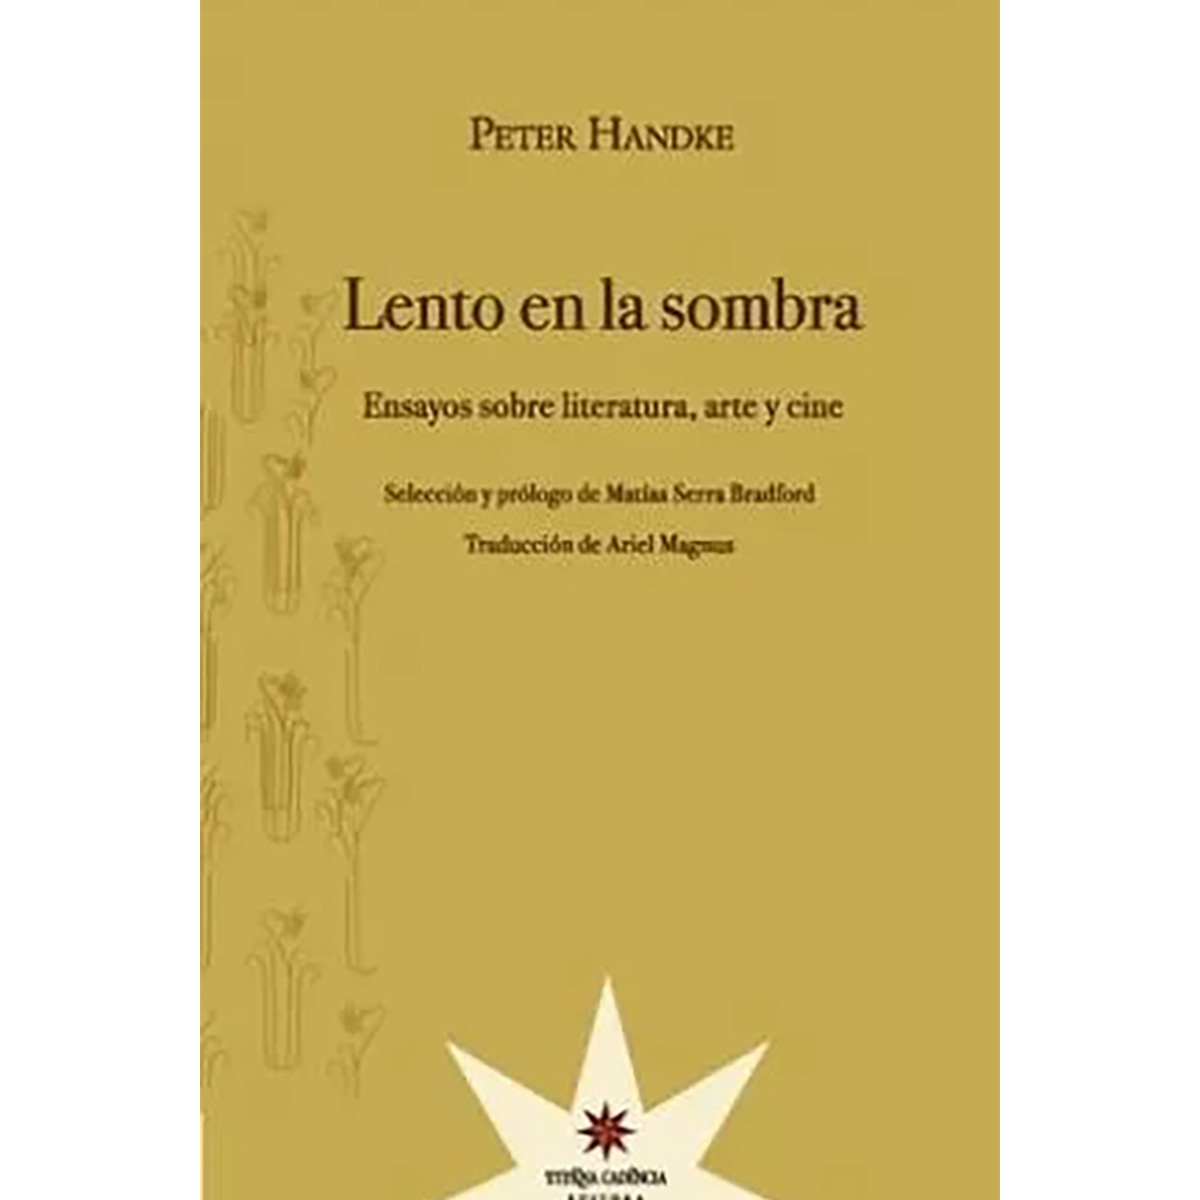 PETER HANDKE
Lento en la sombra
Ensayos sobre literatura, arte y cine
Selección y prólogo de Matías Serra Bradford
Traducción de Ariel Magnus
ETERNA CADENCIA
EDITORA